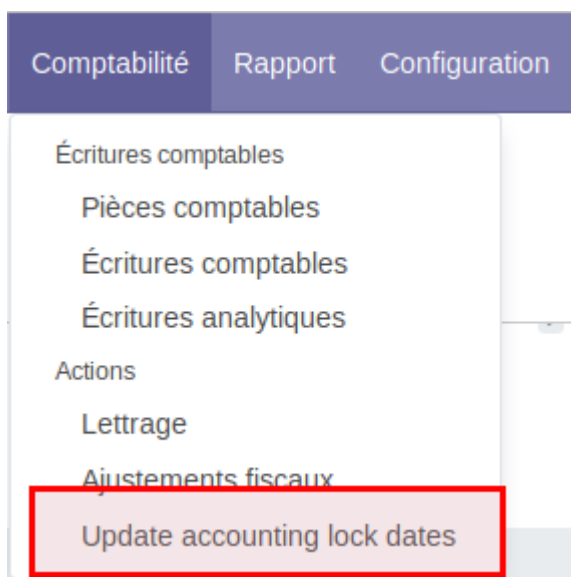 Comptabilité Rapport Configuration
Écritures comptables
Pièces comptables
Écritures comptables
Écritures analytiques
Actions
Lettrage
Ajustements fiscaux
Update accounting lock dates